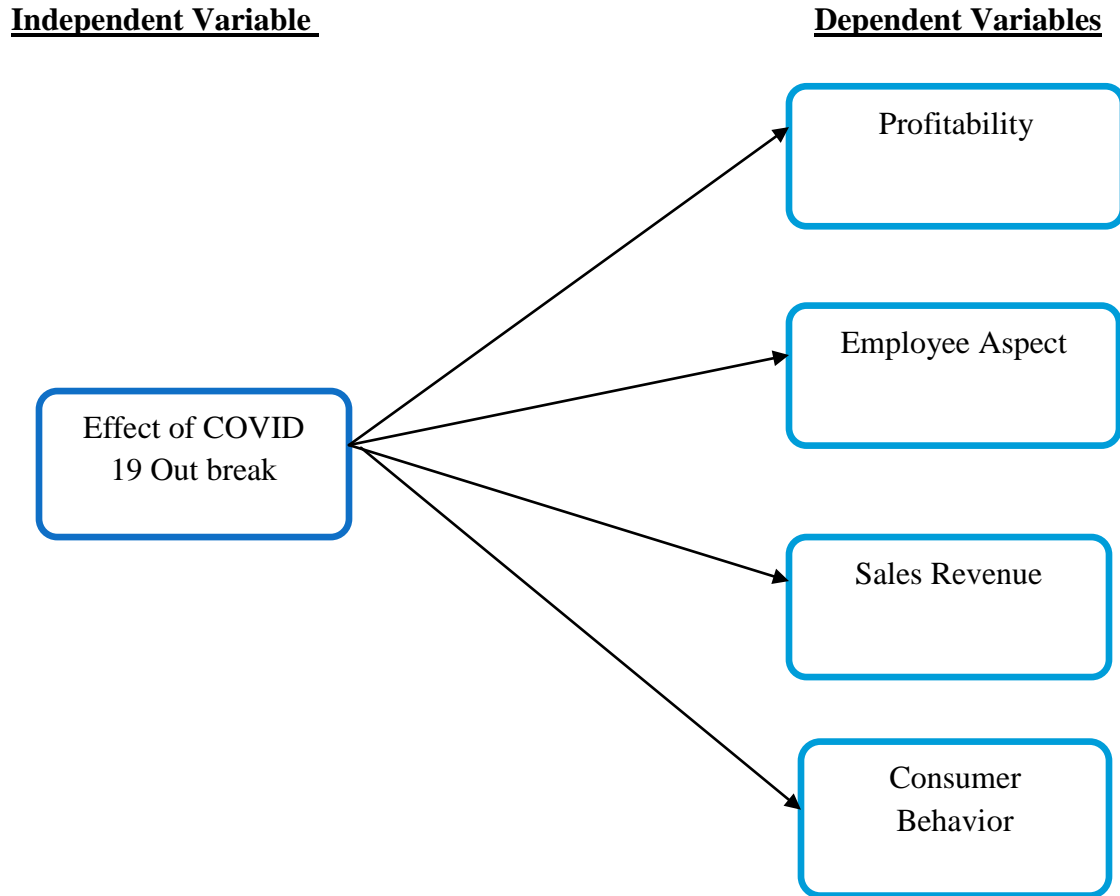 Independent Variable
Dependent Variables
Profitability
Employee Aspect
Effect of COVID
19 Out break
Sales Revenue
Consumer
Behavior